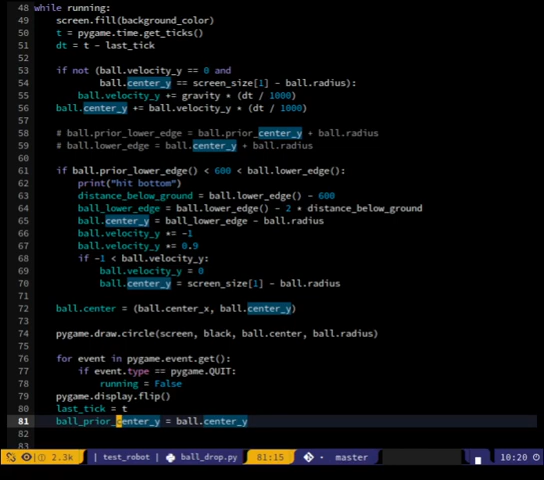 48 while running:
49 screen.fill(background_color)
50 t = pygame.time.get_ticks()
51 dt = t - last_tick
52
53 if not (ball.velocity_y == 0 and
54 ball.center_y == screen_size[1] - ball.radius):
55 ball.velocity_y += gravity * (dt / 1000)
56 ball.center_y += ball.velocity_y * (dt / 1000)
57
58 # ball.prior_lower_edge = ball.prior_center_y + ball.radius
59 # ball.lower_edge = ball.center_y + ball.radius
60
61 if ball.prior_lower_edge() < 600 < ball.lower_edge():
62 print("hit bottom")
63 distance_below_ground = ball.lower_edge() - 600
64 ball_lower_edge = ball.lower_edge() - 2 * distance_below_ground
65 ball.center_y = ball_lower_edge - ball.radius
66 ball.velocity_y *= -1
67 ball.velocity_y *= 0.9
68 if -1 < ball.velocity_y:
69 ball.velocity_y = 0
70 ball.center_y = screen_size[1] - ball.radius
71
72 ball.center = (ball.center_x, ball.center_y)
73
74 pygame.draw.circle(screen, black, ball.center, ball.radius)
75
76 for event in pygame.event.get():
77 if event.type == pygame.QUIT:
78 running = False
79 pygame.display.flip()
80 last_tick = t
81 ball_prior_center_y = ball.center_y
82
83
2.3k | test_robot | ball_drop.py 81:15 master 10:20